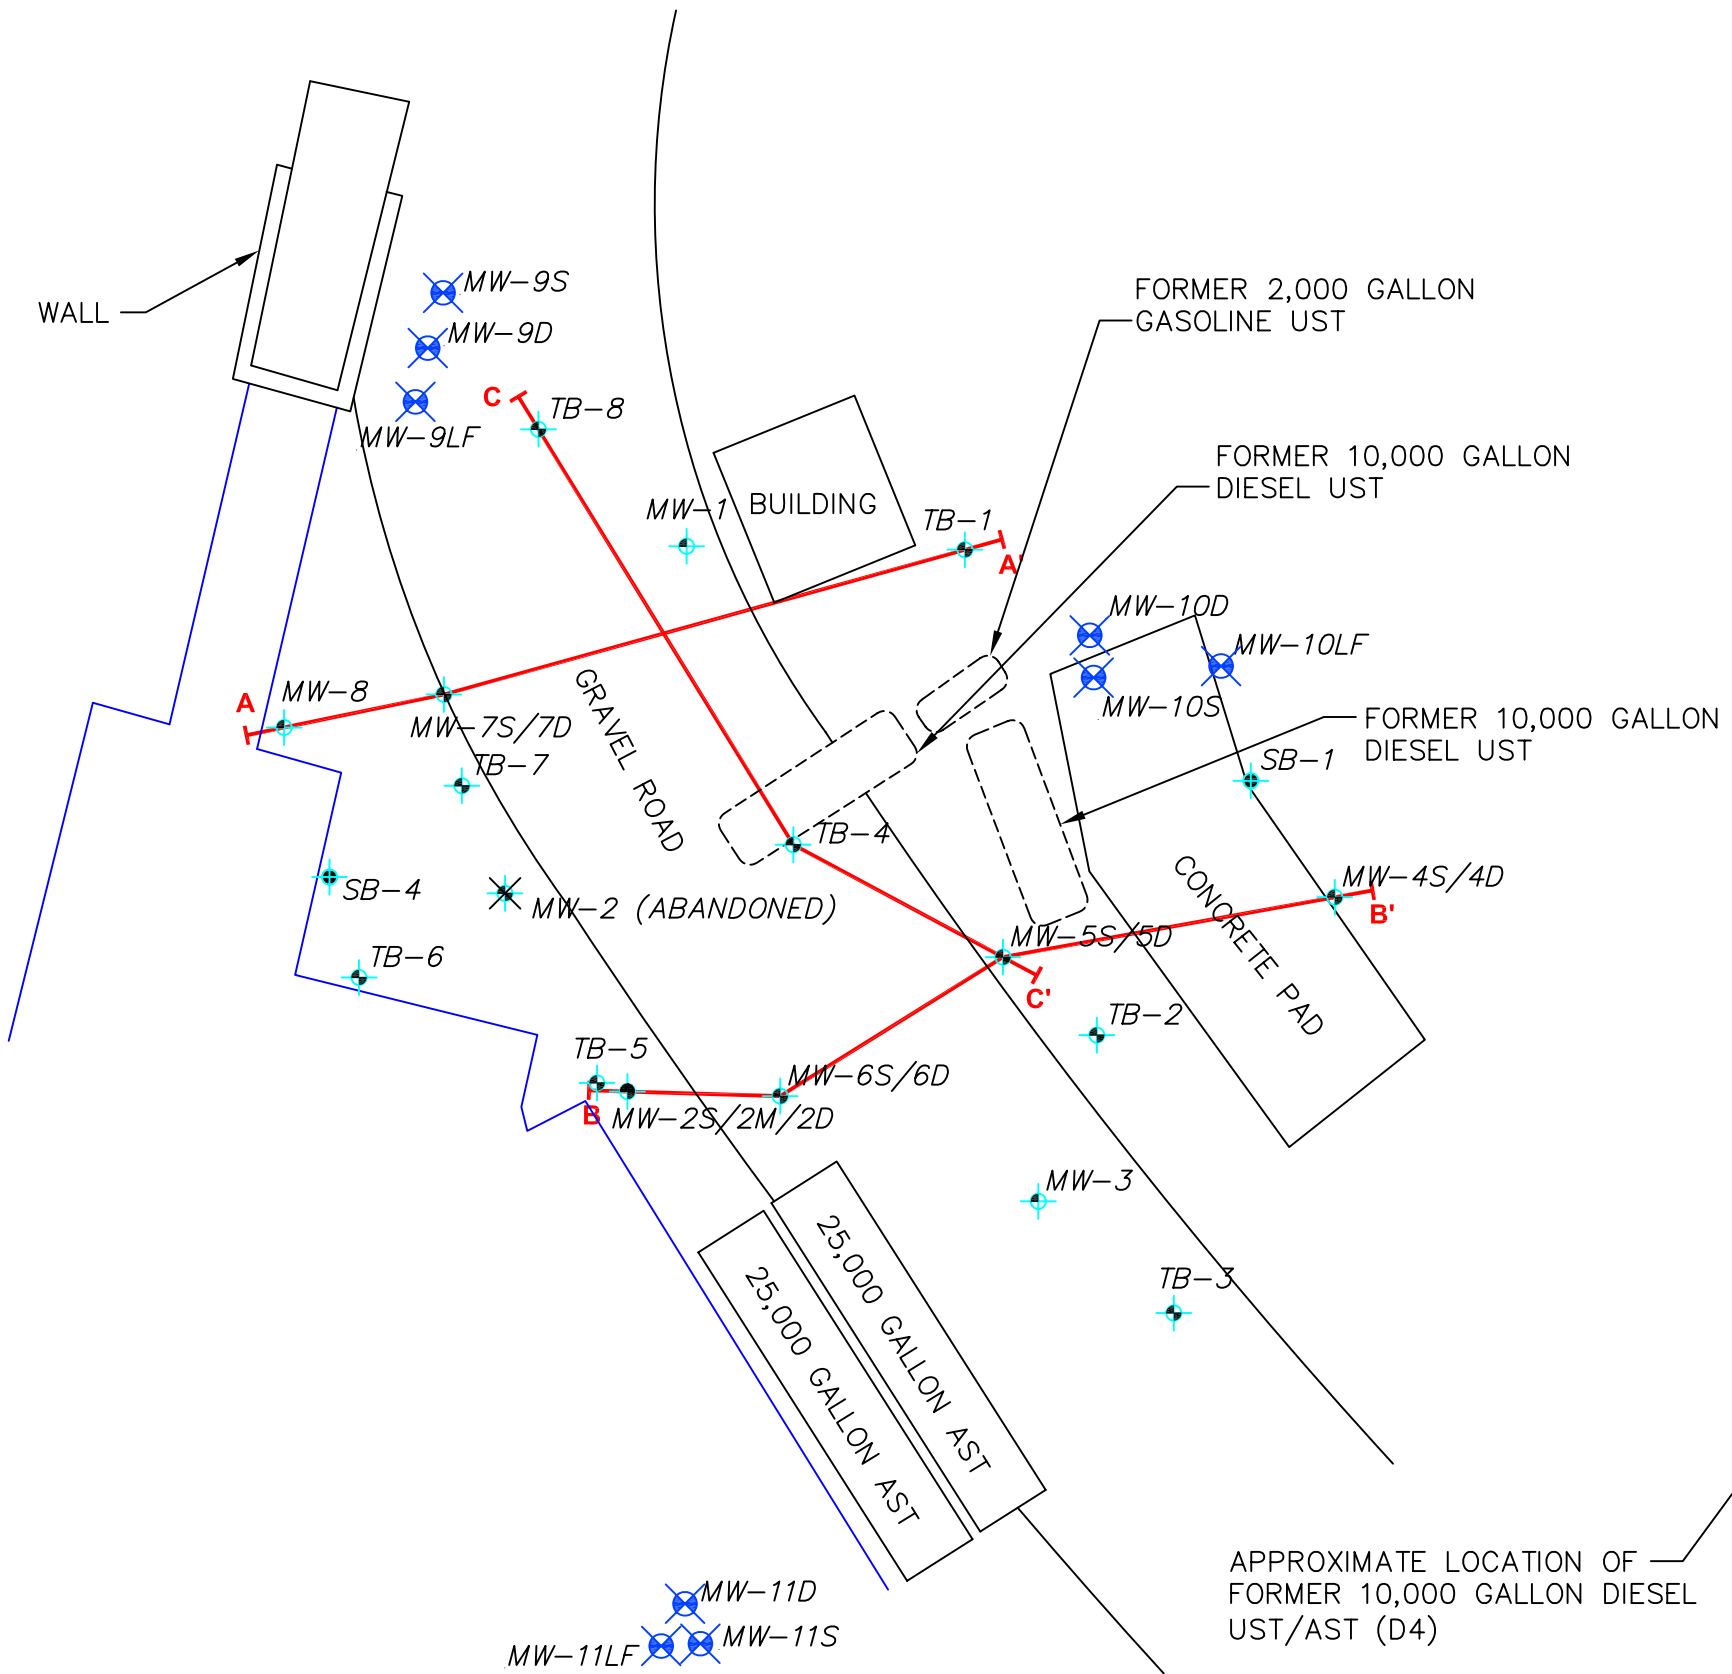 WALL
MW-9S
MW-9D
MW-9LF
C
TB-8
FORMER 2,000 GALLON
GASOLINE UST
FORMER 10,000 GALLON
DIESEL UST
MW-1
BUILDING
TB-1
A'
MW-10D
MW-10LF
MW-10S
A
MW-8
MW-7S/7D
TB-7
GRAVEL ROAD
FORMER 10,000 GALLON
DIESEL UST
SB-1
TB-4
SB-4
MW-2 (ABANDONED)
CONCRETE PAD
MW-4S/4D
B'
MW-5S/5D
C'
TB-6
TB-2
TB-5
MW-6S/6D
B
MW-2S/2M/2D
MW-3
TB-3
25,000 GALLON AST
25,000 GALLON AST
APPROXIMATE LOCATION OF
FORMER 10,000 GALLON DIESEL
UST/AST (D4)
MW-11D
MW-11S
MW-11LF